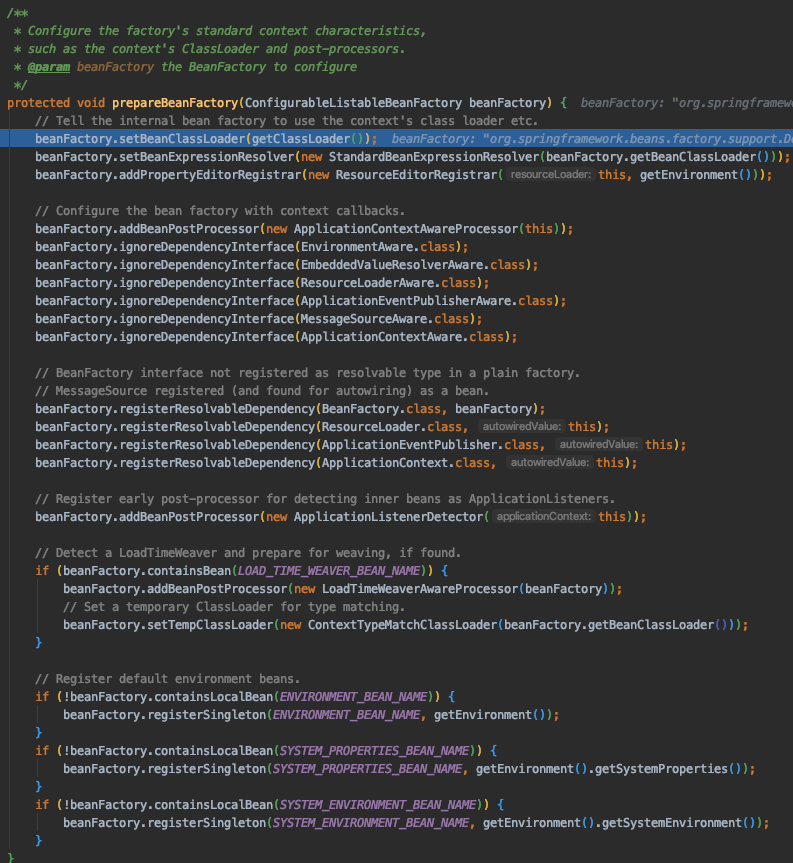 /**
 * Configure the factory's standard context characteristics,
 * such as the context's ClassLoader and post-processors.
 * @param beanFactory the BeanFactory to configure
 */
protected void prepareBeanFactory(ConfigurableListableBeanFactory beanFactory) {  beanFactory: "org.springframew
    // Tell the internal bean factory to use the context's class loader etc.
    beanFactory.setBeanClassLoader(getClassLoader());  beanFactory: "org.springframework.beans.factory.support.De
    beanFactory.setBeanExpressionResolver(new StandardBeanExpressionResolver(beanFactory.getBeanClassLoader()));
    beanFactory.addPropertyEditorRegistrar(new ResourceEditorRegistrar( resourceLoader: this, getEnvironment()));

    // Configure the bean factory with context callbacks.
    beanFactory.addBeanPostProcessor(new ApplicationContextAwareProcessor(this));
    beanFactory.ignoreDependencyInterface(EnvironmentAware.class);
    beanFactory.ignoreDependencyInterface(EmbeddedValueResolverAware.class);
    beanFactory.ignoreDependencyInterface(ResourceLoaderAware.class);
    beanFactory.ignoreDependencyInterface(ApplicationEventPublisherAware.class);
    beanFactory.ignoreDependencyInterface(MessageSourceAware.class);
    beanFactory.ignoreDependencyInterface(ApplicationContextAware.class);

    // BeanFactory interface not registered as resolvable type in a plain factory.
    // MessageSource registered (and found for autowiring) as a bean.
    beanFactory.registerResolvableDependency(BeanFactory.class, beanFactory);
    beanFactory.registerResolvableDependency(ResourceLoader.class,  autowiredValue: this);
    beanFactory.registerResolvableDependency(ApplicationEventPublisher.class,  autowiredValue: this);
    beanFactory.registerResolvableDependency(ApplicationContext.class,  autowiredValue: this);

    // Register early post-processor for detecting inner beans as ApplicationListeners.
    beanFactory.addBeanPostProcessor(new ApplicationListenerDetector( applicationContext: this));

    // Detect a LoadTimeWeaver and prepare for weaving, if found.
    if (beanFactory.containsBean(LOAD_TIME_WEAVER_BEAN_NAME)) {
        beanFactory.addBeanPostProcessor(new LoadTimeWeaverAwareProcessor(beanFactory));
        // Set a temporary ClassLoader for type matching.
        beanFactory.setTempClassLoader(new ContextTypeMatchClassLoader(beanFactory.getBeanClassLoader()));
    }

    // Register default environment beans.
    if (!beanFactory.containsLocalBean(ENVIRONMENT_BEAN_NAME)) {
        beanFactory.registerSingleton(ENVIRONMENT_BEAN_NAME, getEnvironment());
    }
    if (!beanFactory.containsLocalBean(SYSTEM_PROPERTIES_BEAN_NAME)) {
        beanFactory.registerSingleton(SYSTEM_PROPERTIES_BEAN_NAME, getEnvironment().getSystemProperties());
    }
    if (!beanFactory.containsLocalBean(SYSTEM_ENVIRONMENT_BEAN_NAME)) {
        beanFactory.registerSingleton(SYSTEM_ENVIRONMENT_BEAN_NAME, getEnvironment().getSystemEnvironment());
    }
}